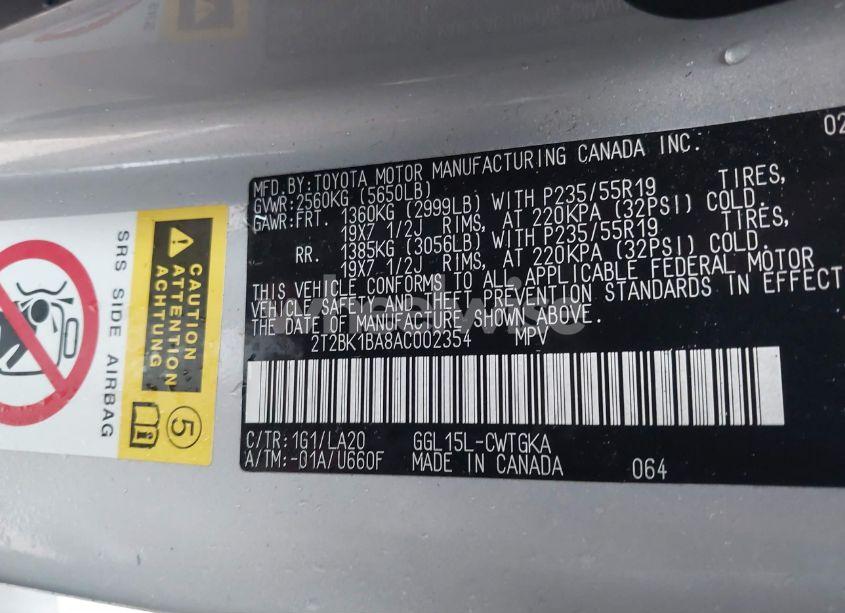 02
MFD.BY:TOYOTA MOTOR MANUFACTURING CANADA INC.
GVWR:2560KG (5650LB)
GAWR:FRT. 1360KG (2999LB) WITH P235/55R19 TIRES,
19X7 1/2J RIMS, AT 220KPA (32PSI) COLD.
RR. 1385KG (3056LB) WITH P235/55R19 TIRES,
19X7 1/2J RIMS, AT 220KPA (32PSI) COLD.
THIS VEHICLE CONFORMS TO ALL APPLICABLE FEDERAL MOTOR
VEHICLE SAFETY AND THEFT PREVENTION STANDARDS IN EFFECT
THE DATE OF MANUFACTURE SHOWN ABOVE.
2T2BK1BA8AC002354 MPV
C/TR:1G1/LA20 GGL15L-CWTGKA
A/TM:-01A/U660F MADE IN CANADA 064
CAUTION
ATTENTION
ACHTUNG
SRS SIDE AIRBAG
5